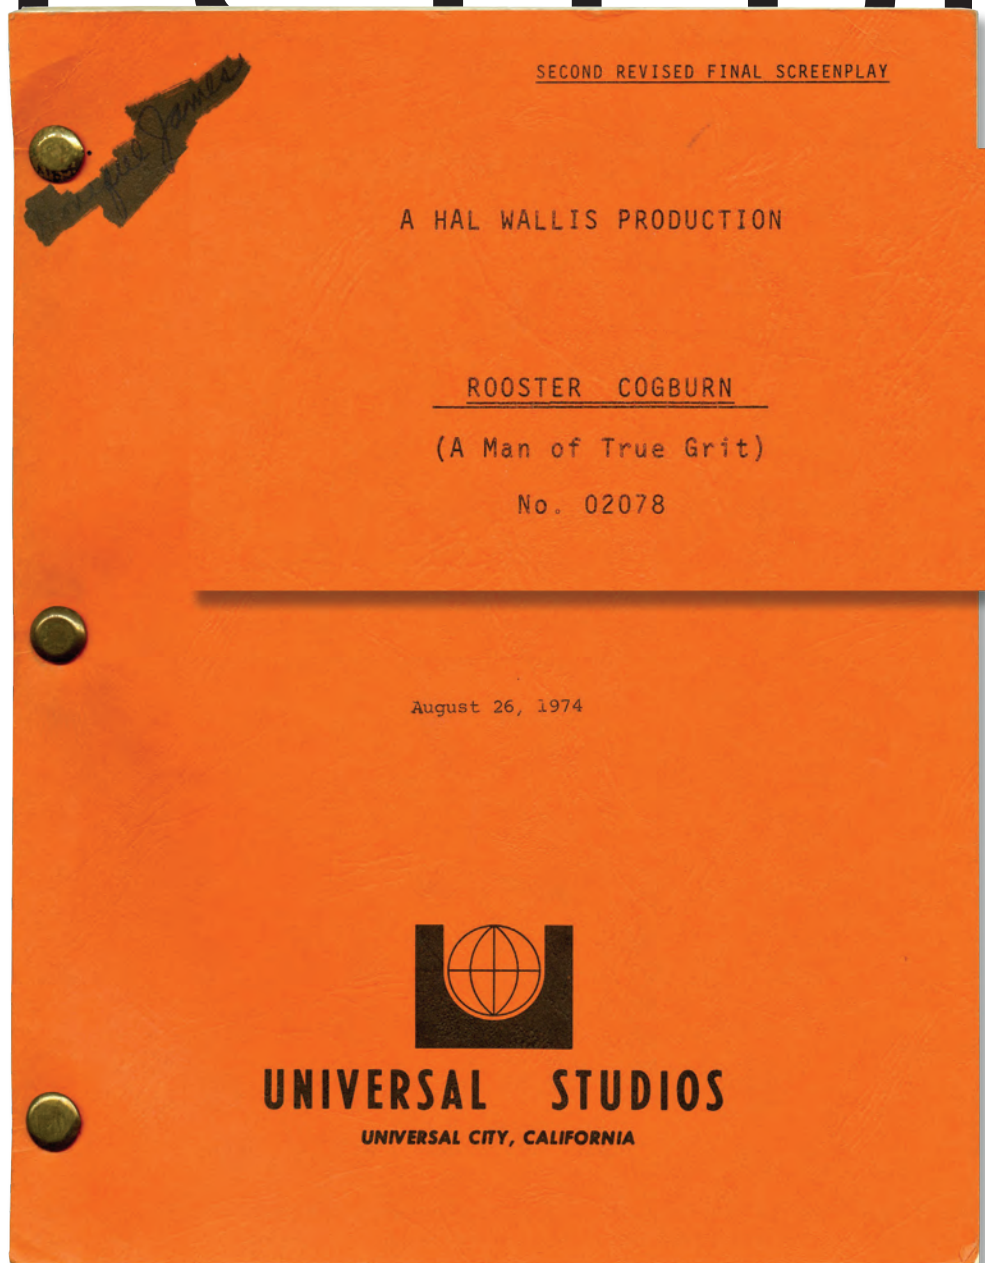 SECOND REVISED FINAL SCREENPLAY
James
A HAL WALLIS PRODUCTION
ROOSTER COGBURN
(A Man of True Grit)
No. 02078
August 26, 1974
UNIVERSAL STUDIOS
UNIVERSAL CITY, CALIFORNIA